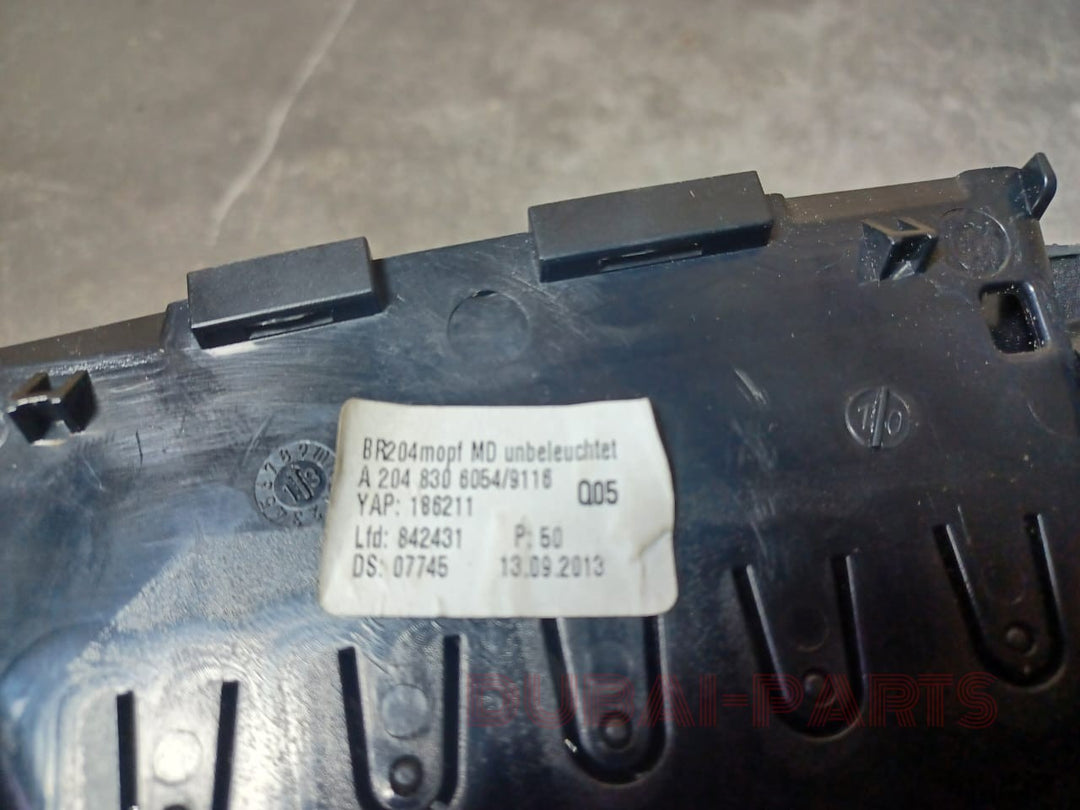 BR204mopf MD unbeleuchtet
A 204 830 6054/9116
YAP: 186211 Q05
Lfd: 842431 P: 50
DS: 07745 13.09.2013
110
DUBAI-PARTS